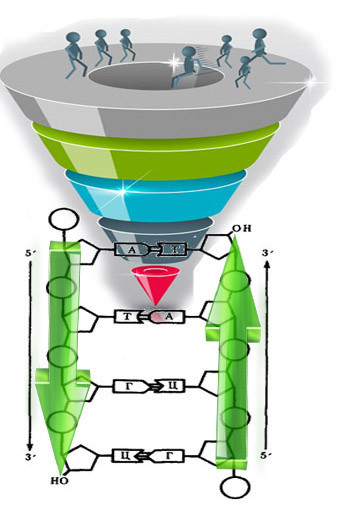 OH
5´ А Т 3´
Т А
Г Ц
3´ Ц Г 5´
HO